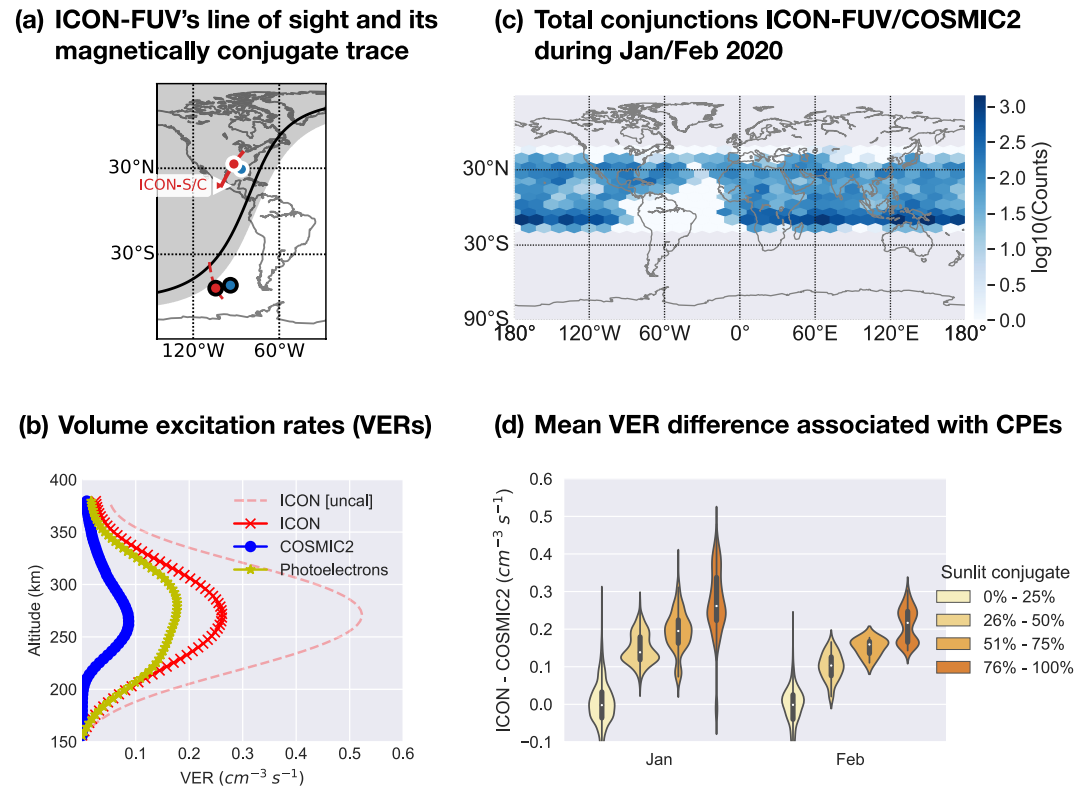 (a) ICON-FUV's line of sight and its
magnetically conjugate trace
30°N
ICON-S/C
30°S
120°W 60°W
(c) Total conjunctions ICON-FUV/COSMIC2
during Jan/Feb 2020
30°N
30°S
90°S
180° 120°W 60°W 0° 60°E 120°E 180°
3.0
2.5
2.0
1.5
1.0
0.5
0.0
log10(Counts)
(b) Volume excitation rates (VERs)
Altitude (km)
400
350
300
250
200
150
0.1 0.2 0.3 0.4 0.5 0.6
VER (cm⁻³ s⁻¹)
ICON [uncal]
ICON
COSMIC2
Photoelectrons
(d) Mean VER difference associated with CPEs
ICON - COSMIC2 (cm⁻³ s⁻¹)
0.6
0.5
0.4
0.3
0.2
0.1
0.0
−0.1
Jan Feb
Sunlit conjugate
0% - 25%
26% - 50%
51% - 75%
76% - 100%